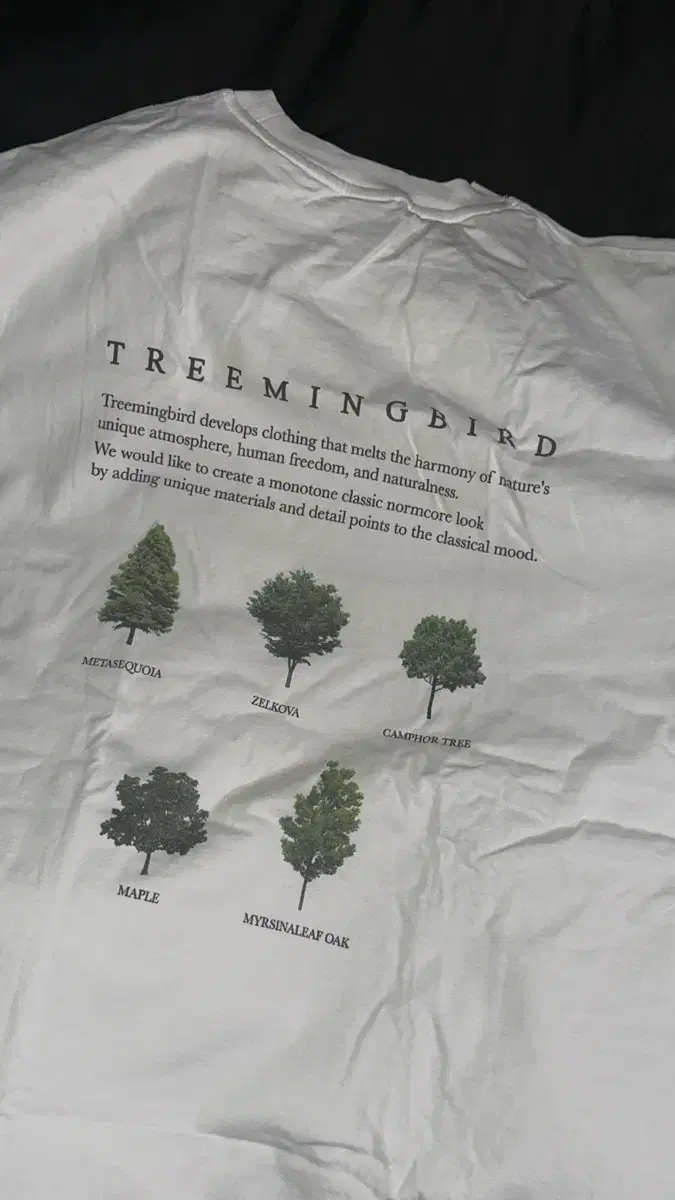 TREEMINGBIRD
Treemingbird develops clothing that melts the harmony of nature's
unique atmosphere, human freedom, and naturalness.
We would like to create a monotone classic normcore look
by adding unique materials and detail points to the classical mood.
METASEQUOIA
ZELKOVA
CAMPHOR TREE
MAPLE
MYRSINALEAF OAK